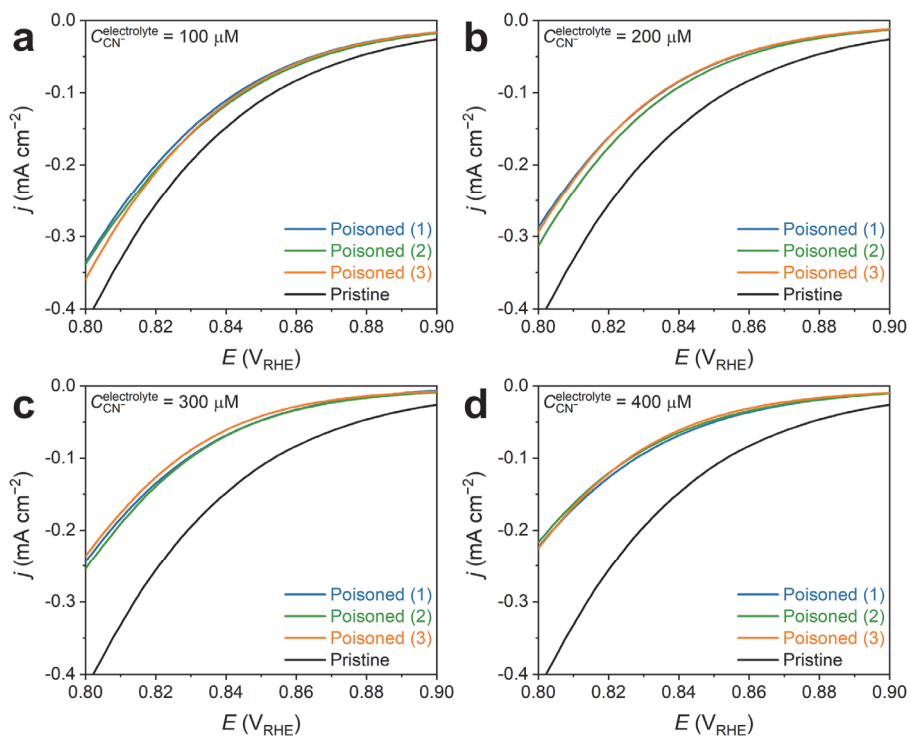 a
C_CN⁻^electrolyte = 100 μM
0.0
-0.1
-0.2
-0.3
-0.4
j (mA cm⁻²)
Poisoned (1)
Poisoned (2)
Poisoned (3)
Pristine
0.80 0.82 0.84 0.86 0.88 0.90
E (V_RHE)
b
C_CN⁻^electrolyte = 200 μM
0.0
-0.1
-0.2
-0.3
-0.4
j (mA cm⁻²)
Poisoned (1)
Poisoned (2)
Poisoned (3)
Pristine
0.80 0.82 0.84 0.86 0.88 0.90
E (V_RHE)
c
C_CN⁻^electrolyte = 300 μM
0.0
-0.1
-0.2
-0.3
-0.4
j (mA cm⁻²)
Poisoned (1)
Poisoned (2)
Poisoned (3)
Pristine
0.80 0.82 0.84 0.86 0.88 0.90
E (V_RHE)
d
C_CN⁻^electrolyte = 400 μM
0.0
-0.1
-0.2
-0.3
-0.4
j (mA cm⁻²)
Poisoned (1)
Poisoned (2)
Poisoned (3)
Pristine
0.80 0.82 0.84 0.86 0.88 0.90
E (V_RHE)